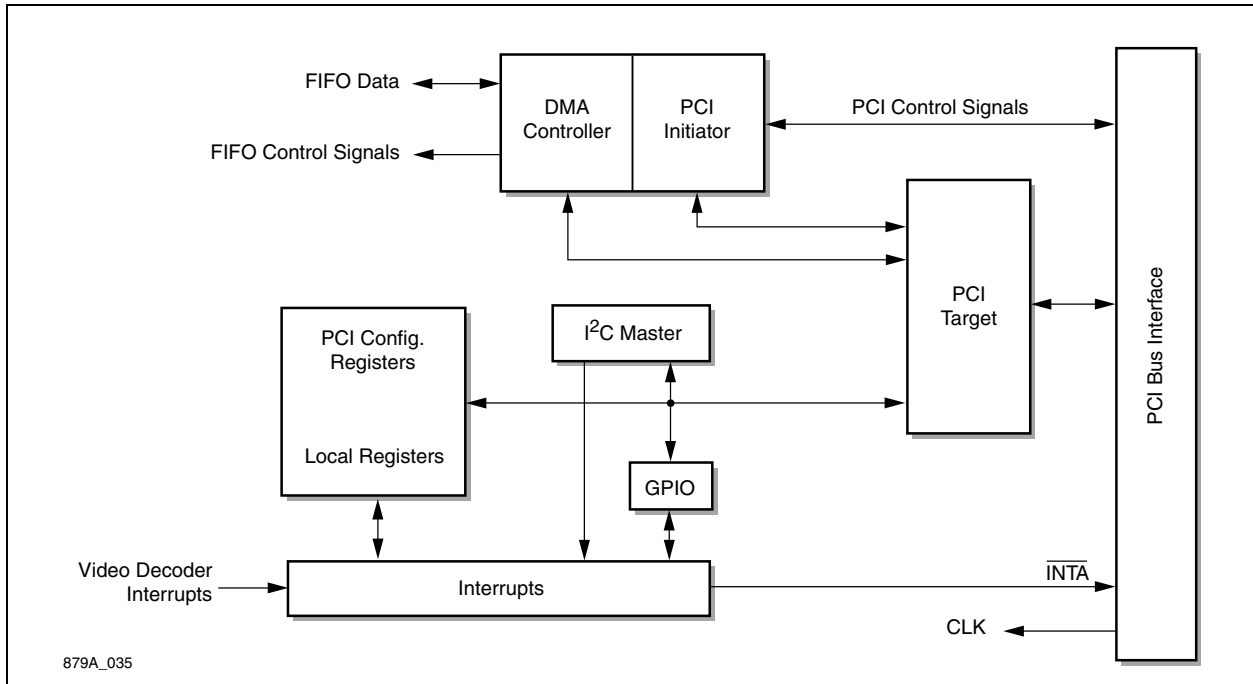 FIFO Data
FIFO Control Signals
DMA
Controller
PCI
Initiator
PCI Control Signals
PCI
Target
PCI Bus Interface
PCI Config.
Registers
Local Registers
I²C Master
GPIO
Video Decoder
Interrupts
Interrupts
I̅N̅T̅A̅
CLK
879A_035